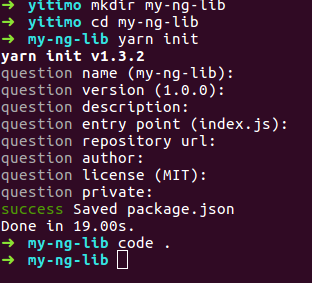 ➜ yitimo mkdir my-ng-lib
➜ yitimo cd my-ng-lib
➜ my-ng-lib yarn init
yarn init v1.3.2
question name (my-ng-lib):
question version (1.0.0):
question description:
question entry point (index.js):
question repository url:
question author:
question license (MIT):
question private:
success Saved package.json
Done in 19.00s.
➜ my-ng-lib code .
➜ my-ng-lib